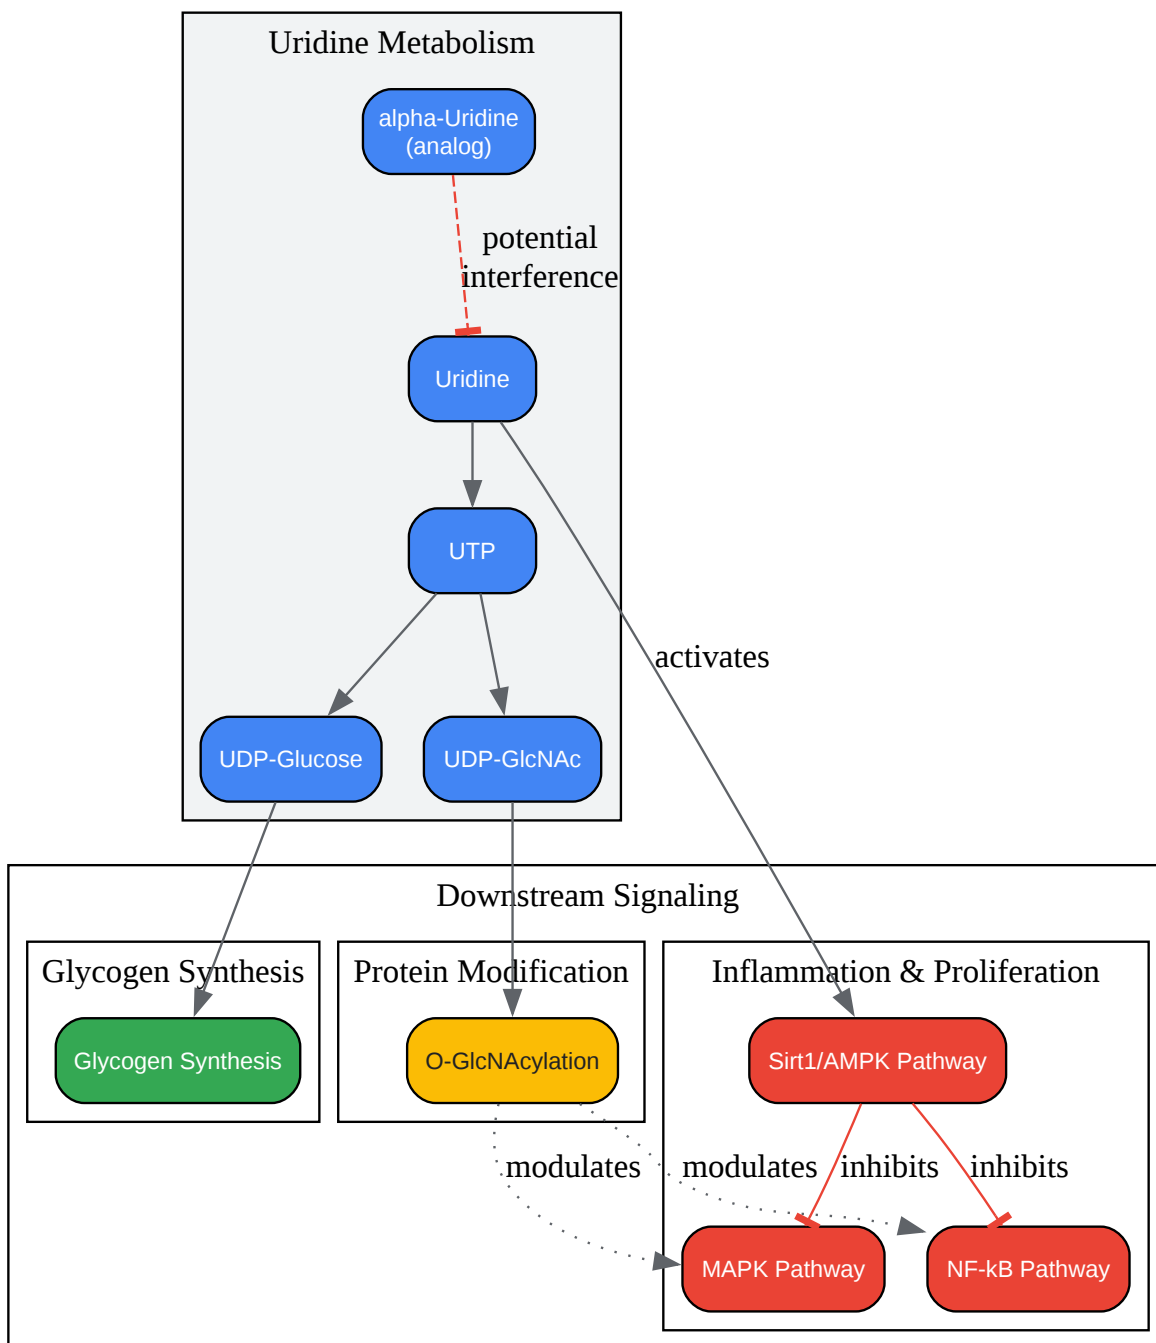 Uridine Metabolism
alpha-Uridine
(analog)
potential
interference
Uridine
UTP
activates
UDP-Glucose
UDP-GlcNAc
Downstream Signaling
Glycogen Synthesis
Protein Modification
Inflammation & Proliferation
Glycogen Synthesis
O-GlcNAcylation
Sirt1/AMPK Pathway
modulates
modulates
inhibits
inhibits
MAPK Pathway
NF-kB Pathway